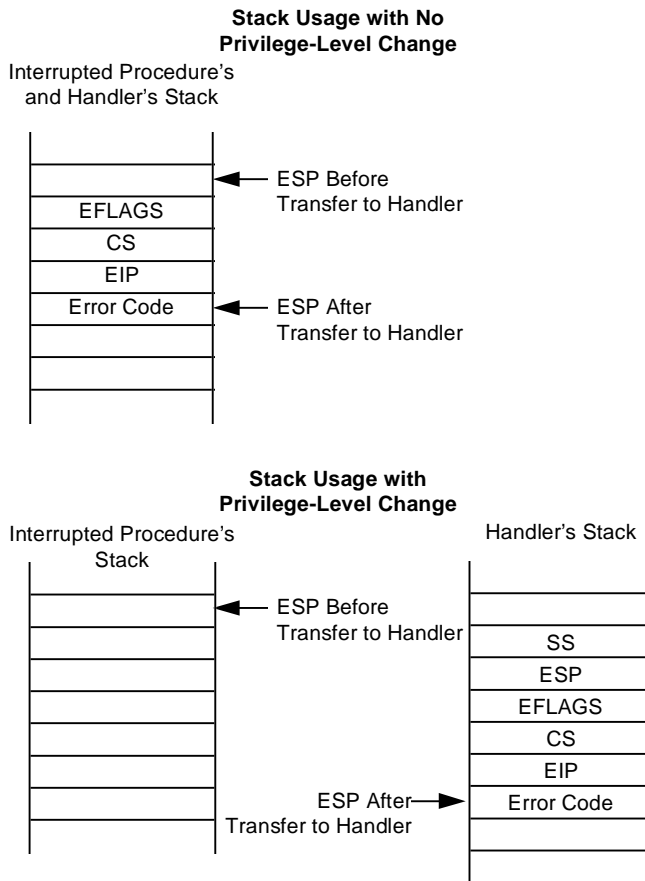 Stack Usage with No
Privilege-Level Change
Interrupted Procedure’s
and Handler’s Stack
ESP Before
Transfer to Handler
EFLAGS
CS
EIP
Error Code
ESP After
Transfer to Handler
Stack Usage with
Privilege-Level Change
Interrupted Procedure’s
Stack
Handler’s Stack
ESP Before
Transfer to Handler
SS
ESP
EFLAGS
CS
EIP
ESP After
Transfer to Handler
Error Code